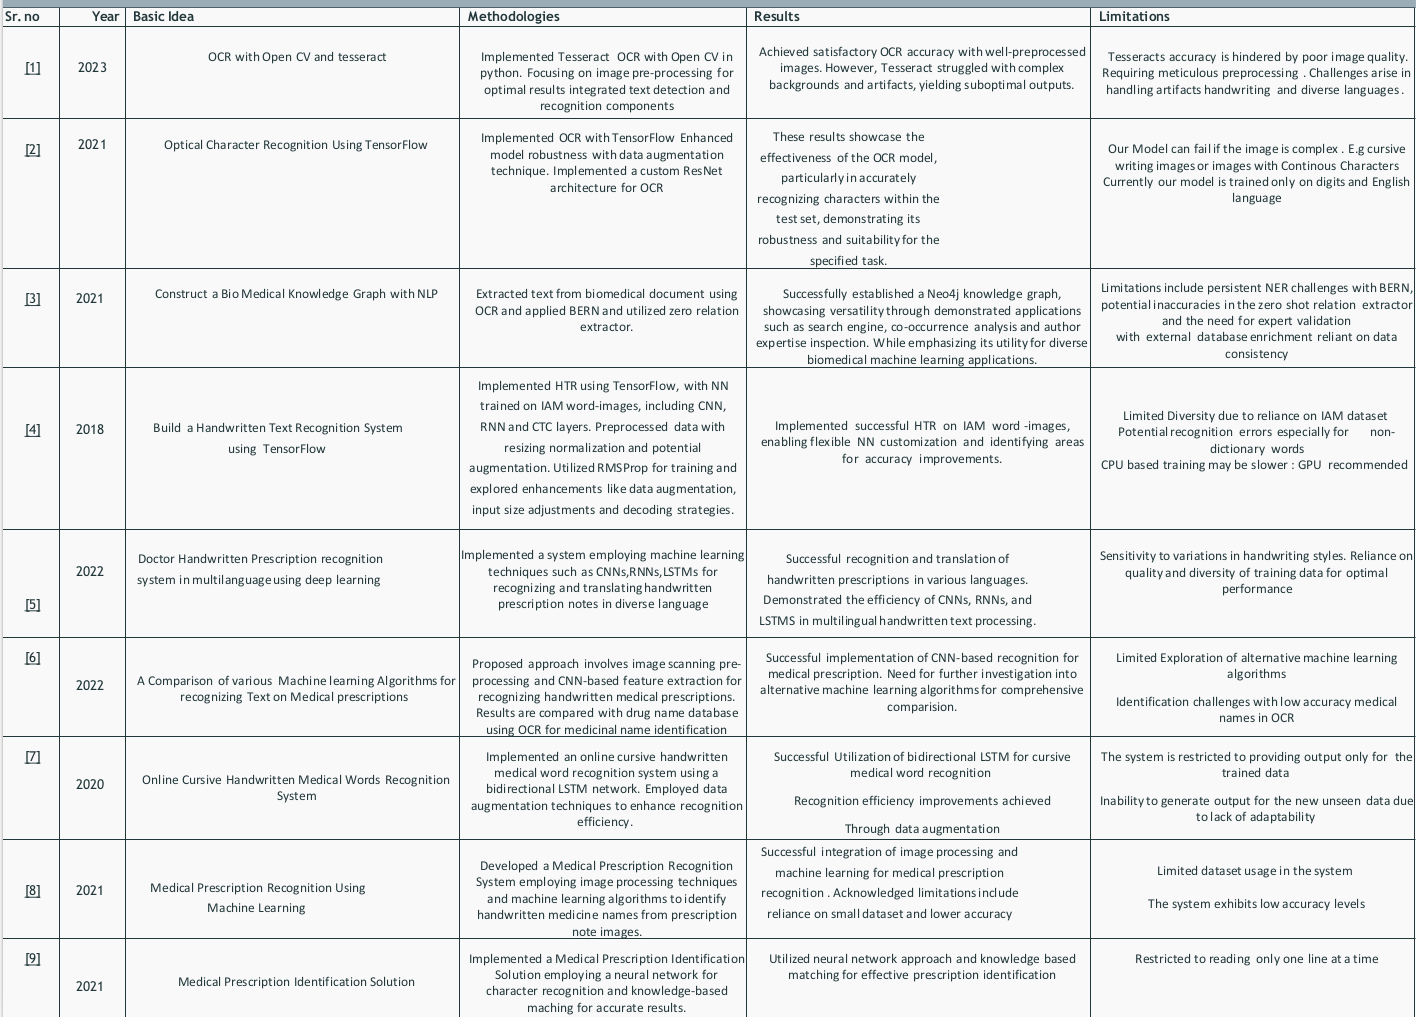 Sr. no Year Basic Idea Methodologies Results Limitations
[1]
2023
OCR with Open CV and tesseract
Implemented Tesseract OCR with Open CV in
python. Focusing on image pre-processing for
optimal results integrated text detection and
recognition components
Achieved satisfactory OCR accuracy with well-preprocessed
images. However, Tesseract struggled with complex
backgrounds and artifacts, yielding suboptimal outputs.
Tesseracts accuracy is hindered by poor image quality.
Requiring meticulous preprocessing . Challenges arise in
handling artifacts handwriting and diverse languages .
[2]
2021
Optical Character Recognition Using TensorFlow
Implemented OCR with TensorFlow Enhanced
model robustness with data augmentation
technique. Implemented a custom ResNet
architecture for OCR
These results showcase the
effectiveness of the OCR model,
particularly in accurately
recognizing characters within the
test set, demonstrating its
robustness and suitability for the
specified task.
Our Model can fail if the image is complex . E.g cursive
writing images or images with Continous Characters
Currently our model is trained only on digits and English
language
[3]
2021
Construct a Bio Medical Knowledge Graph with NLP
Extracted text from biomedical document using
OCR and applied BERN and utilized zero relation
extractor.
Successfully established a Neo4j knowledge graph,
showcasing versatility through demonstrated applications
such as search engine, co-occurrence analysis and author
expertise inspection. While emphasizing its utility for diverse
biomedical machine learning applications.
Limitations include persistent NER challenges with BERN,
potential inaccuracies in the zero shot relation extractor
and the need for expert validation
with external database enrichment reliant on data
consistency
[4]
2018
Build a Handwritten Text Recognition System
using TensorFlow
Implemented HTR using TensorFlow, with NN
trained on IAM word-images, including CNN,
RNN and CTC layers. Preprocessed data with
resizing normalization and potential
augmentation. Utilized RMSProp for training and
explored enhancements like data augmentation,
input size adjustments and decoding strategies.
Implemented successful HTR on IAM word -images,
enabling flexible NN customization and identifying areas
for accuracy improvements.
Limited Diversity due to reliance on IAM dataset
Potential recognition errors especially for non-
dictionary words
CPU based training may be slower : GPU recommended
[5]
2022
Doctor Handwritten Prescription recognition
system in multilanguage using deep learning
Implemented a system employing machine learning
techniques such as CNNs,RNNs,LSTMs for
recognizing and translating handwritten
prescription notes in diverse language
Successful recognition and translation of
handwritten prescriptions in various languages.
Demonstrated the efficiency of CNNs, RNNs, and
LSTMS in multilingual handwritten text processing.
Sensitivity to variations in handwriting styles. Reliance on
quality and diversity of training data for optimal
performance
[6]
2022
A Comparison of various Machine learning Algorithms for
recognizing Text on Medical prescriptions
Proposed approach involves image scanning pre-
processing and CNN-based feature extraction for
recognizing handwritten medical prescriptions.
Results are compared with drug name database
using OCR for medicinal name identification
Successful implementation of CNN-based recognition for
medical prescription. Need for further investigation into
alternative machine learning algorithms for comprehensive
comparision.
Limited Exploration of alternative machine learning
algorithms
Identification challenges with low accuracy medical
names in OCR
[7]
2020
Online Cursive Handwritten Medical Words Recognition
System
Implemented an online cursive handwritten
medical word recognition system using a
bidirectional LSTM network. Employed data
augmentation techniques to enhance recognition
efficiency.
Successful Utilization of bidirectional LSTM for cursive
medical word recognition
Recognition efficiency improvements achieved
Through data augmentation
The system is restricted to providing output only for the
trained data
Inability to generate output for the new unseen data due
to lack of adaptability
[8]
2021
Medical Prescription Recognition Using
Machine Learning
Developed a Medical Prescription Recognition
System employing image processing techniques
and machine learning algorithms to identify
handwritten medicine names from prescription
note images.
Successful integration of image processing and
machine learning for medical prescription
recognition . Acknowledged limitations include
reliance on small dataset and lower accuracy
Limited dataset usage in the system
The system exhibits low accuracy levels
[9]
2021
Medical Prescription Identification Solution
Implemented a Medical Prescription Identification
Solution employing a neural network for
character recognition and knowledge-based
maching for accurate results.
Utilized neural network approach and knowledge based
matching for effective prescription identification
Restricted to reading only one line at a time